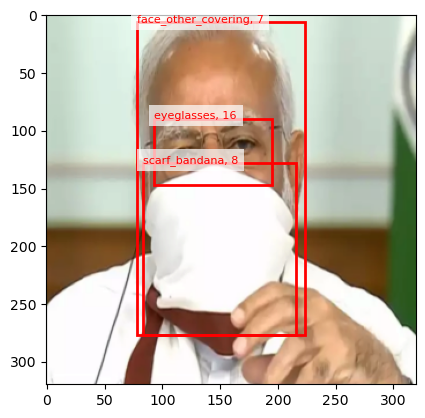 face_other_covering, 7
eyeglasses, 16
scarf_bandana, 8
0
50
100
150
200
250
300
0 50 100 150 200 250 300